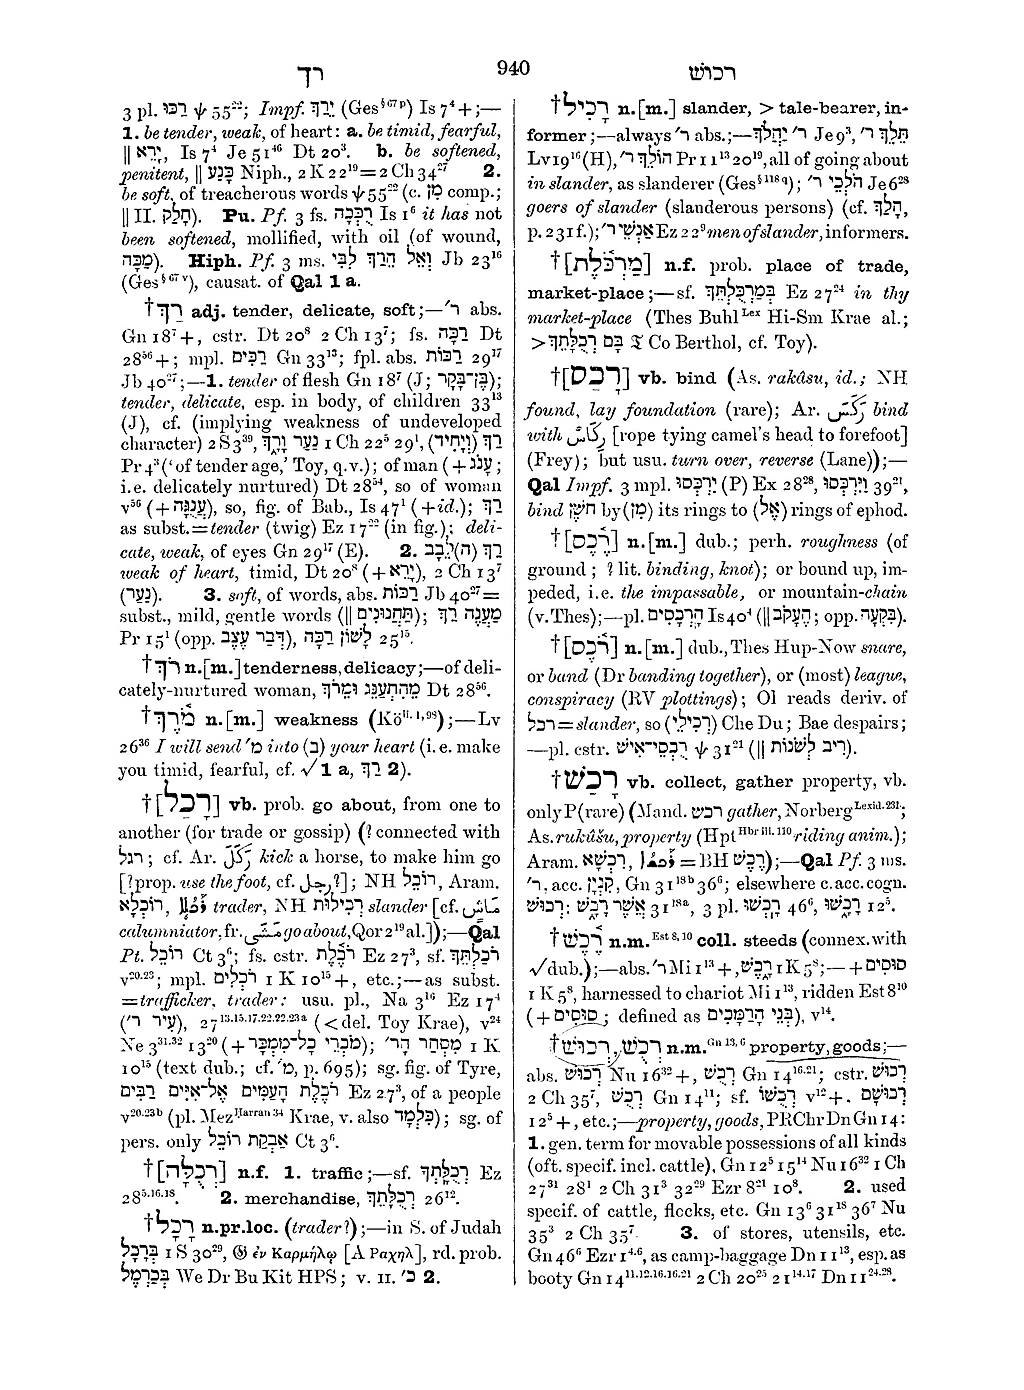 רך
940
רכושׁ
3 pl. רַכּוּ ψ 55²²; Impf. יֵרַךְ (Ges§⁶⁷ᵖ) Is 7⁴ +;—
1. be tender, weak, of heart: a. be timid, fearful,
‖ יָרֵא, Is 7⁴ Je 51⁴⁶ Dt 20³. b. be softened,
penitent, ‖ כָּנַע Niph., 2 K 22¹⁹ = 2 Ch 34²⁷ 2.
be soft, of treacherous words ψ 55²² (c. מִן comp.;
‖ II. חָלַק). Pu. Pf. 3 fs. רֻכְּכָה Is 1⁶ it has not
been softened, mollified, with oil (of wound,
מַכָּה). Hiph. Pf. 3 ms. וְאֵל הֵרַךְ לִבִּי Jb 23¹⁶
(Ges§⁶⁷ᵛ), causat. of Qal 1 a.
†רַךְ adj. tender, delicate, soft;—ר׳ abs.
Gn 18⁷ +, cstr. Dt 20⁸ 2 Ch 13⁷; fs. רַכָּה Dt
28⁵⁶ +; mpl. רַכִּים Gn 33¹³; fpl. abs. רַכּוֹת 29¹⁷
Jb 40²⁷;—1. tender of flesh Gn 18⁷ (J; בֶּן־בָּקָר);
tender, delicate, esp. in body, of children 33¹³
(J), cf. (implying weakness of undeveloped
character) 2 S 3³⁹, נַעַר וָרָךְ 1 Ch 22⁵ 29¹, רַךְ (וְיָחִיד)
Pr 4³ (‘of tender age,’ Toy, q.v.); of man (+ עָנֹג;
i.e. delicately nurtured) Dt 28⁵⁴, so of woman
v⁵⁶ (+ עֲנֻגָּה), so, fig. of Bab., Is 47¹ (+ id.); רַךְ
as subst. = tender (twig) Ez 17²² (in fig.); deli-
cate, weak, of eyes Gn 29¹⁷ (E). 2. רַךְ (ה)לֵבָב
weak of heart, timid, Dt 20⁸ (+ יָרֵא), 2 Ch 13⁷
(נַעַר). 3. soft, of words, abs. רַכּוֹת Jb 40²⁷ =
subst., mild, gentle words (‖ תַּחֲנוּנִים); מַעֲנֶה רַךְ
Pr 15¹ (opp. דְּבַר עֶצֶב), לָשׁוֹן רַכָּה 25¹⁵.
†רֹךְ n.[m.] tenderness, delicacy;—of deli-
cately-nurtured woman, מֵהִתְעַנֵּג וּמֵרֹךְ Dt 28⁵⁶.
†מֹרֶךְ n.[m.] weakness (Köⁱⁱ·¹,⁹⁸);—Lv
26³⁶ I will send מ׳ into (בְּ) your heart (i.e. make
you timid, fearful, cf. √ 1 a, רַךְ 2).
†[רָכַל] vb. prob. go about, from one to
another (for trade or gossip) (? connected with
רגל; cf. Ar. رَكَلَ kick a horse, to make him go
[? prop. use the foot, cf. رجل?]; NH רוֹכֵל, Aram.
רוֹכְלָא, trader, NH רְכִילוּת slander [cf.
calumniator, fr. go about, Qor 2¹⁹ al.]);—Qal
Pt. רוֹכֵל Ct 3⁶; fs. cstr. רֹכֶלֶת Ez 27³, sf. רֹכַלְתֵּךְ
v²⁰·²³; mpl. רֹכְלִים 1 K 10¹⁵ +, etc.;—as subst.
= trafficker, trader: usu. pl., Na 3¹⁶ Ez 17⁴
(עִיר ר׳), 27¹³·¹⁵·¹⁷·²²·²²·²³ᵃ (< del. Toy Krae), v²⁴
Ne 3³¹·³² 13²⁰ (+ מֹכְרֵי כָל־מִמְכָּר); מִסְחַר הָר׳ 1 K
10¹⁵ (text dub.; cf. מ׳, p. 695); sg. fig. of Tyre,
רֹכֶלֶת הָעַמִּים אֶל־אִיִּים רַבִּים Ez 27³, of a people
v²⁰·²³ᵇ (pl. Mez Harran ³⁴ Krae, v. also כִּלְמַד); sg. of
pers. only אַבְקַת רוֹכֵל Ct 3⁶.
†[רְכֻלָּה] n.f. 1. traffic;—sf. רְכֻלָּתְךָ Ez
28⁵·¹⁶·¹⁸. 2. merchandise, רְכֻלָּתֵךְ 26¹².
†רָכָל n.pr.loc. (trader?);—in S. of Judah
בְּרָכָל 1 S 30²⁹, 𝔊 ἐν Καρμήλῳ [A Ραχηλ], rd. prob.
בְּכַרְמֶל We Dr Bu Kit HPS; v. II. כ׳ 2.
†רָכִיל n.[m.] slander, > tale-bearer, in-
former;—always ר׳ abs.;—ר׳ יַהֲלֹךְ Je 9³, תֵּלֵךְ ר׳
Lv 19¹⁶ (H), הוֹלֵךְ ר׳ Pr 11¹³ 20¹⁹, all of going about
in slander, as slanderer (Ges§¹¹⁸q); הֹלְכֵי ר׳ Je 6²⁸
goers of slander (slanderous persons) (cf. הָלַךְ,
p. 231 f.); אַנְשֵׁי ר׳ Ez 22⁹ men of slander, informers.
†[מַרְכֹּלֶת] n.f. prob. place of trade,
market-place;—sf. בְּמַרְכֻלְתֵּךְ Ez 27²⁴ in thy
market-place (Thes Buhl Lex Hi-Sm Krae al.;
> בָּם רְכֻלָּתֵךְ 𝔗 Co Berthol, cf. Toy).
†[רָכַס] vb. bind (As. rakâsu, id.; NH
found, lay foundation (rare); Ar. رَكَسَ bind
with رِكَاس [rope tying camel’s head to forefoot]
(Frey); but usu. turn over, reverse (Lane));—
Qal Impf. 3 mpl. יִרְכְּסוּ (P) Ex 28²⁸, וַיִּרְכְּסוּ 39²¹,
bind חֹשֶׁן by (מִן) its rings to (אֶל) rings of ephod.
†[רֶכֶס] n.[m.] dub.; perh. roughness (of
ground; ? lit. binding, knot); or bound up, im-
peded, i.e. the impassable, or mountain-chain
(v. Thes);—pl. הָרְכָסִים Is 40⁴ (‖ הֶעָקֹב; opp. בִּקְעָה).
†[רֹכֶס] n.[m.] dub., Thes Hup-Now snare,
or band (Dr banding together), or (most) league,
conspiracy (RV plottings); Ol reads deriv. of
רכל = slander, so (רְכִילֵי) Che Du; Bae despairs;
—pl. cstr. רֻכְסֵי־אִישׁ ψ 31²¹ (‖ רִיב לְשֹׁנוֹת).
†רָכַשׁ vb. collect, gather property, vb.
only P (rare) (Mand. רכש gather, Norberg Lexid. 231;
As. rukûšu, property (Hpt Hbr iii. 110 riding anim.);
Aram. רִכְשָׁא, = BH רֶכֶשׁ);—Qal Pf. 3 ms.
ר׳, acc. קִנְיָן, Gn 31¹⁸ᵇ 36⁶; elsewhere c. acc. cogn.
רְכוּשׁ: אֲשֶׁר רָכָשׁ 31¹⁸ᵃ, 3 pl. רָכְשׁוּ 46⁶, רָכָשׁוּ 12⁵.
†רֶכֶשׁ n.m. Est 8, 10 coll. steeds (connex. with
√ dub.);—abs. ר׳ Mi 1¹³ +, רָכֶשׁ 1 K 5⁸;— + סוּסִים
1 K 5⁸, harnessed to chariot Mi 1¹³, ridden Est 8¹⁰
(+ סוּסִים; defined as בְּנֵי הָרַמָּכִים), v¹⁴.
†רְכֻשׁ, רְכוּשׁ n.m. Gn 13, 6 property, goods;—
abs. רְכוּשׁ Nu 16³² +, רְכֻשׁ Gn 14¹⁶·²¹; cstr. רְכוּשׁ
2 Ch 35⁷, רְכֻשׁ Gn 14¹¹; sf. רְכֻשׁוֹ v¹² +, רְכוּשָׁם
12⁵ +, etc.;—property, goods, PRChrDnGn 14:
1. gen. term for movable possessions of all kinds
(oft. specif. incl. cattle), Gn 12⁵ 15¹⁴ Nu 16³² 1 Ch
27³¹ 28¹ 2 Ch 31³ 32²⁹ Ezr 8²¹ 10⁸. 2. used
specif. of cattle, flocks, etc. Gn 13⁶ 31¹⁸ 36⁷ Nu
35³ 2 Ch 35⁷. 3. of stores, utensils, etc.
Gn 46⁶ Ezr 1⁴·⁶, as camp-baggage Dn 11¹³, esp. as
booty Gn 14¹¹·¹²·¹⁶·¹⁶·²¹ 2 Ch 20²⁵ 21¹⁴·¹⁷ Dn 11²⁴·²⁸.